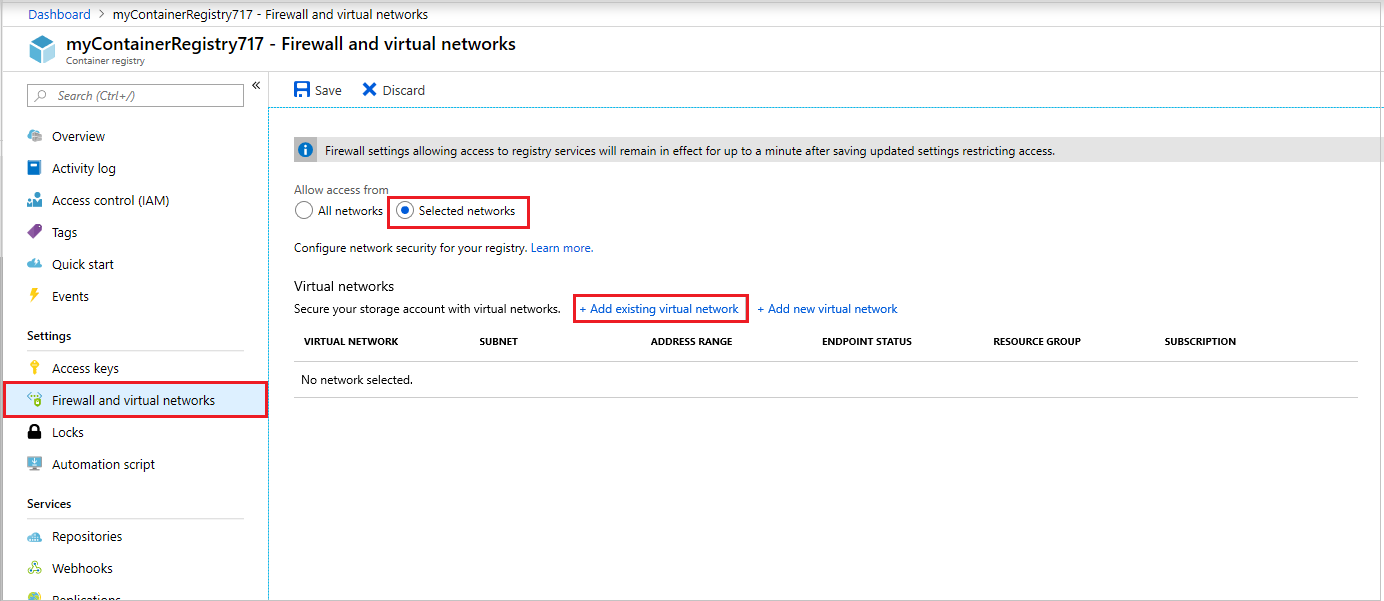 Dashboard > myContainerRegistry717 - Firewall and virtual networks
myContainerRegistry717 - Firewall and virtual networks
Container registry
Search (Ctrl+/)
«
Overview
Activity log
Access control (IAM)
Tags
Quick start
Events
Settings
Access keys
Firewall and virtual networks
Locks
Automation script
Services
Repositories
Webhooks
Replications
Save Discard
Firewall settings allowing access to registry services will remain in effect for up to a minute after saving updated settings restricting access.
Allow access from
All networks Selected networks
Configure network security for your registry. Learn more.
Virtual networks
Secure your storage account with virtual networks. + Add existing virtual network + Add new virtual network
VIRTUAL NETWORK SUBNET ADDRESS RANGE ENDPOINT STATUS RESOURCE GROUP SUBSCRIPTION
No network selected.